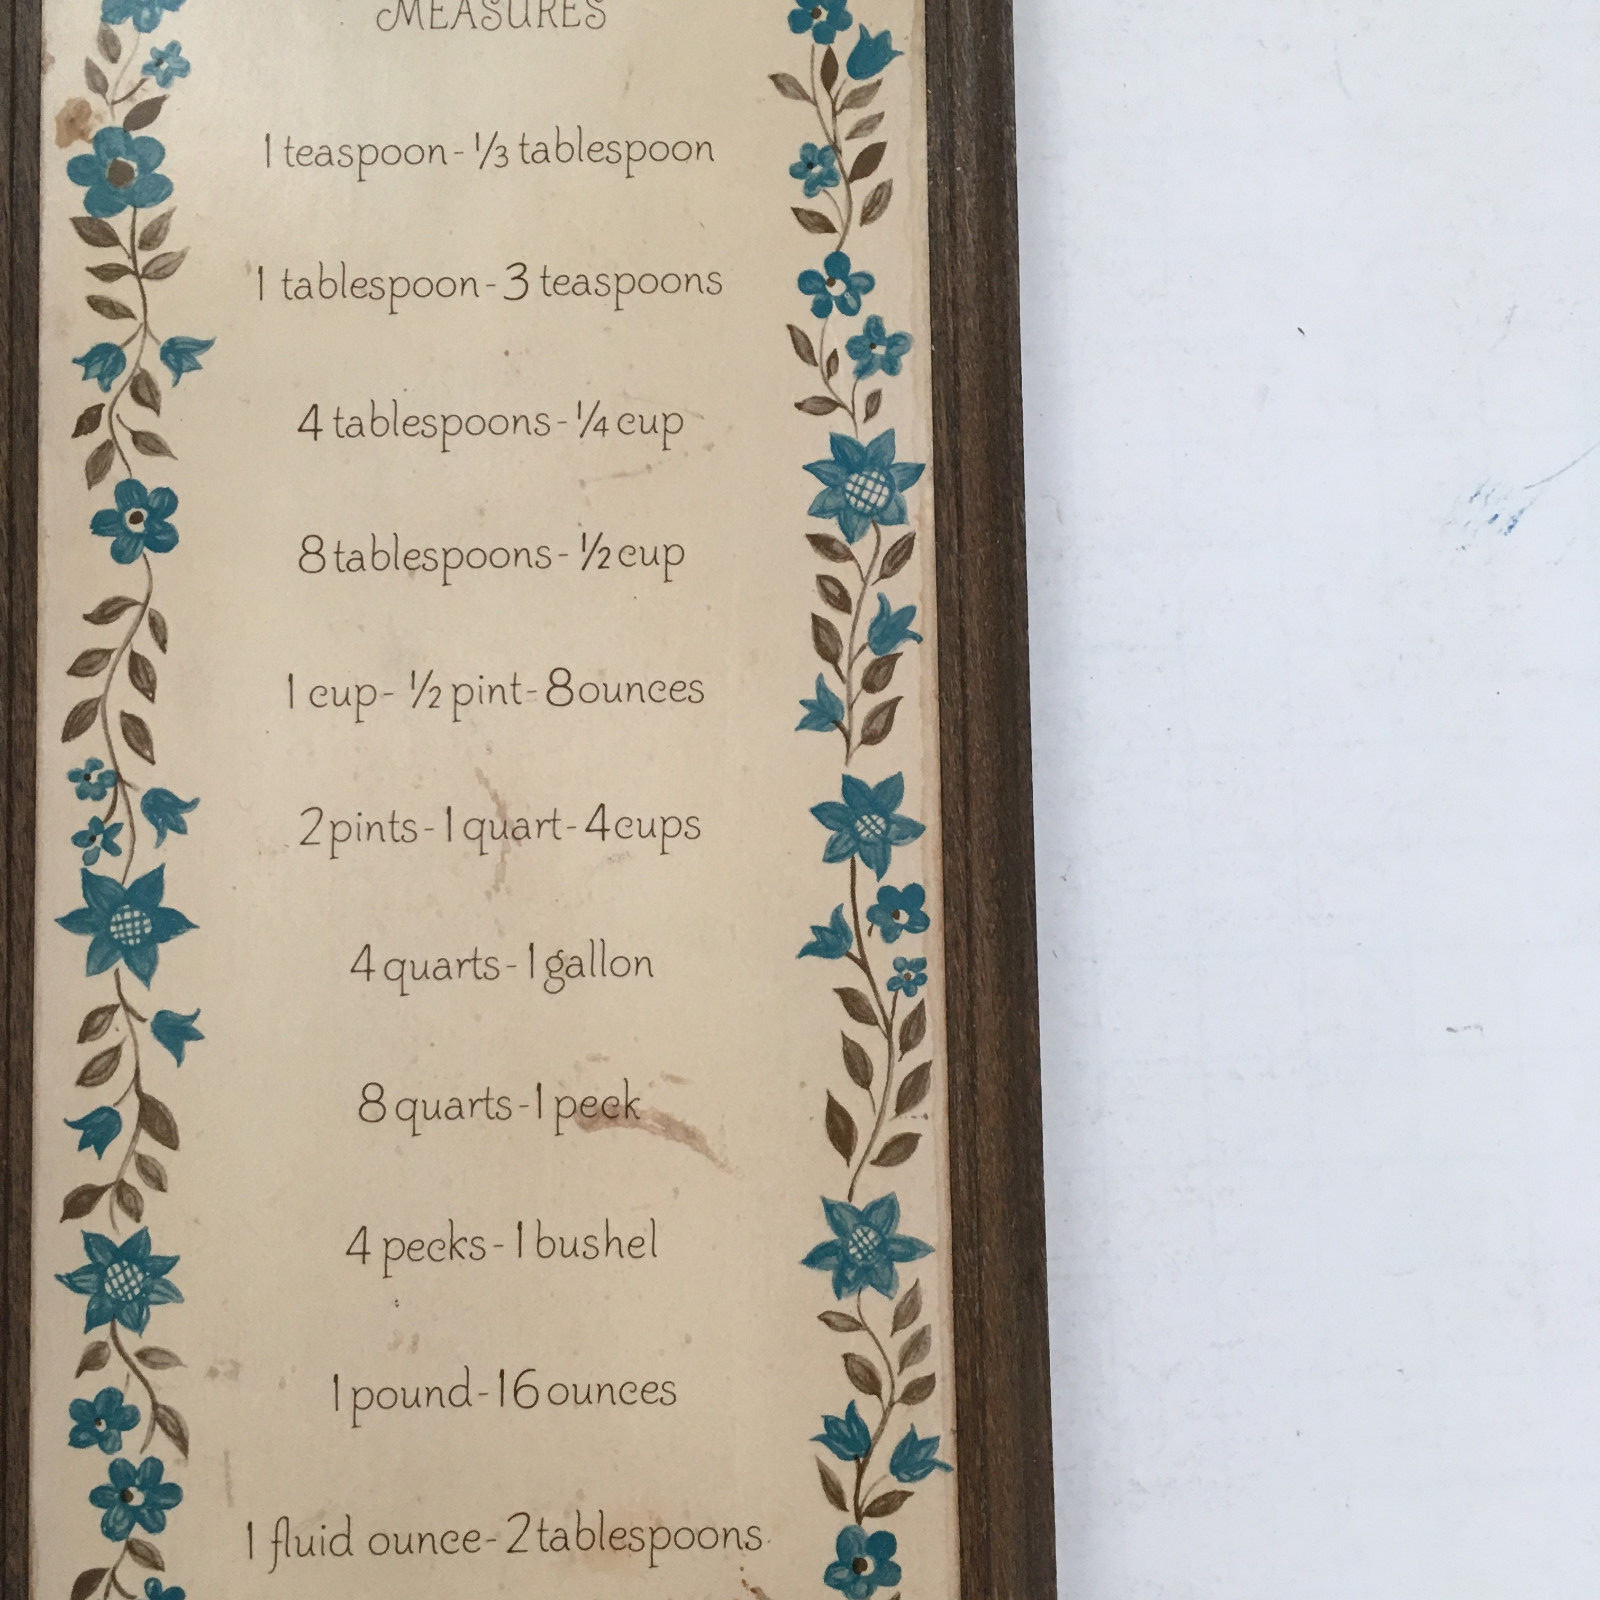 MEASURES
1 teaspoon - ⅓ tablespoon
1 tablespoon - 3 teaspoons
4 tablespoons - ¼ cup
8 tablespoons - ½ cup
1 cup - ½ pint - 8 ounces
2 pints - 1 quart - 4 cups
4 quarts - 1 gallon
8 quarts - 1 peck
4 pecks - 1 bushel
1 pound - 16 ounces
1 fluid ounce - 2 tablespoons